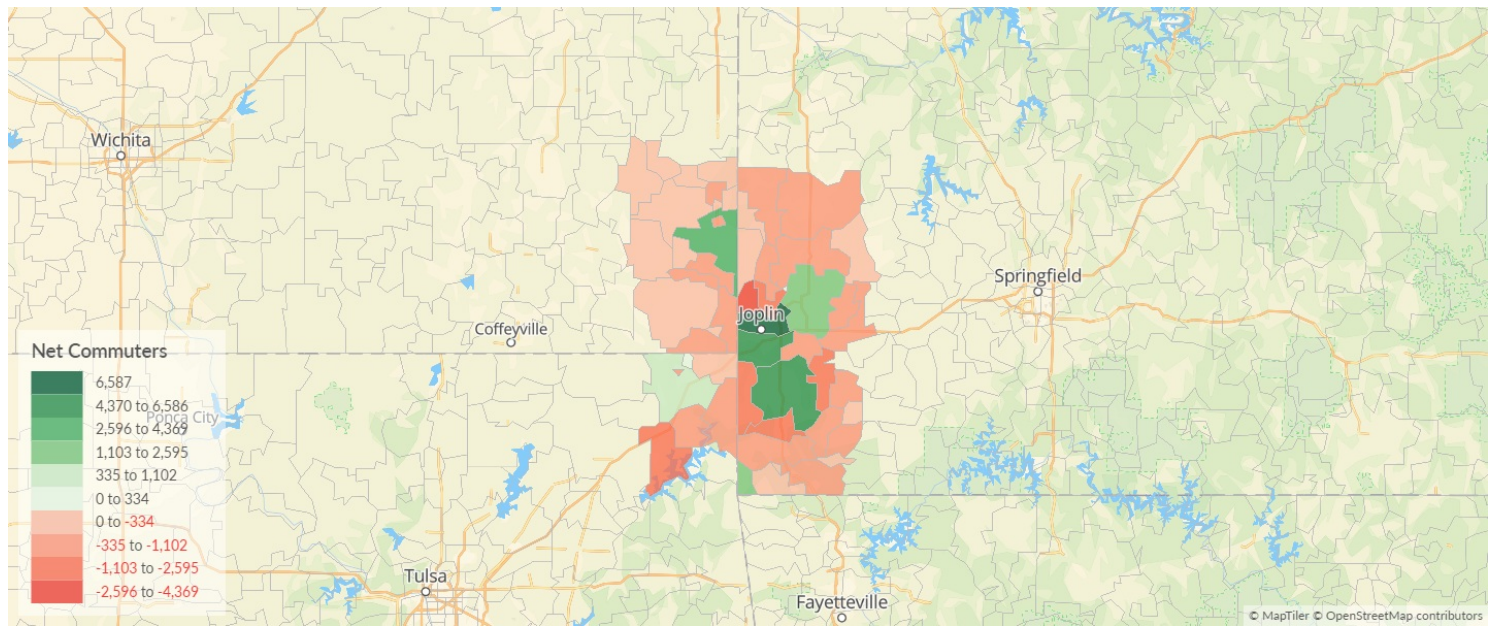 Wichita
Springfield
Joplin
Coffeyville
Net Commuters
6,587
4,370 to 6,586
Ponca City
2,596 to 4,369
1,103 to 2,595
335 to 1,102
0 to 334
0 to -334
-335 to -1,102
-1,103 to -2,595
-2,596 to -4,369
Tulsa
Fayetteville
© MapTiler © OpenStreetMap contributors